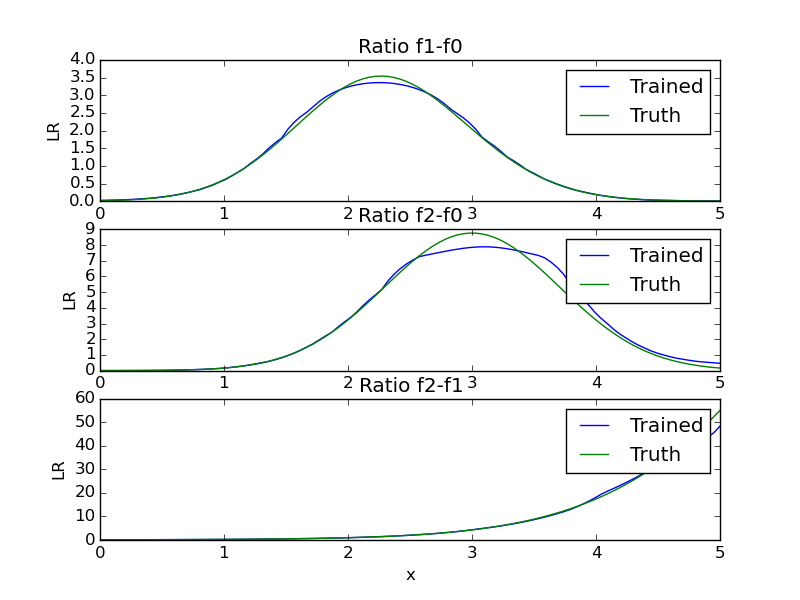 Ratio f1-f0
4.0
3.5
3.0
2.5
2.0
1.5
1.0
0.5
0.0
LR
Trained
Truth
0 1 2 3 4 5
Ratio f2-f0
9
8
7
6
5
4
3
2
1
0
LR
Trained
Truth
0 1 2 3 4 5
Ratio f2-f1
60
50
40
30
20
10
0
LR
Trained
Truth
0 1 2 3 4 5
x